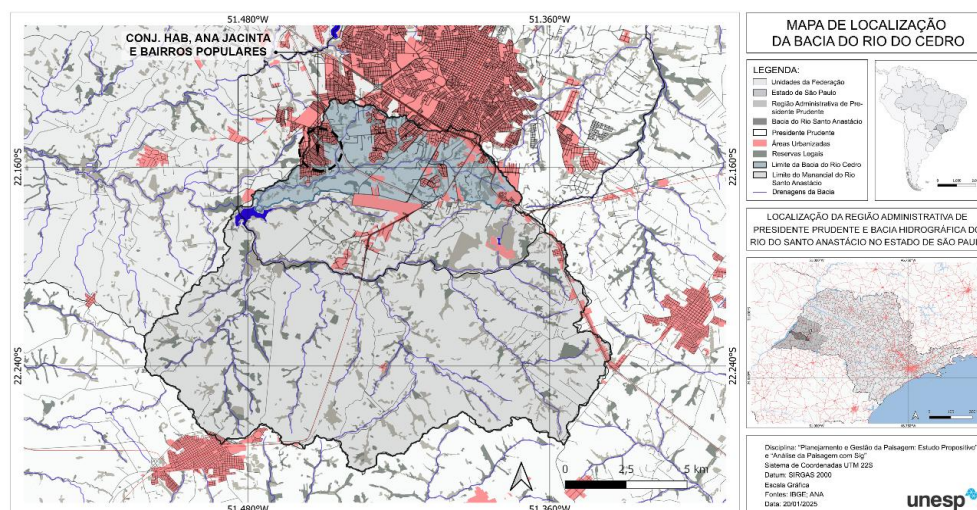 51.480°W
51.360°W
CONJ. HAB, ANA JACINTA
E BAIRROS POPULARES
22.160°S
22.160°S
22.240°S
22.240°S
0 2,5 5 km
51.480°W
51.360°W
MAPA DE LOCALIZAÇÃO
DA BACIA DO RIO DO CEDRO
LEGENDA:
Unidades da Federação
Estado de São Paulo
Região Administrativa de Pre-
sidente Prudente
Bacia do Rio Santo Anastácio
Presidente Prudente
Áreas Urbanizadas
Reservas Legais
Limite da Bacia do Rio Cedro
Limite do Manancial do Rio
Santo Anastácio
Drenagens da Bacia
LOCALIZAÇÃO DA REGIÃO ADMINISTRATIVA DE
PRESIDENTE PRUDENTE E BACIA HIDROGRÁFICA DO
RIO DO SANTO ANASTÁCIO NO ESTADO DE SÃO PAUL
Disciplina: "Planejamento e Gestão da Paisagem: Estudo Propositivo"
e "Análise da Paisagem com Sig"
Sistema de Coordenadas UTM 22S
Datum: SIRGAS 2000
Escala Gráfica
Fontes: IBGE; ANA
Data: 20/01/2025
unesp